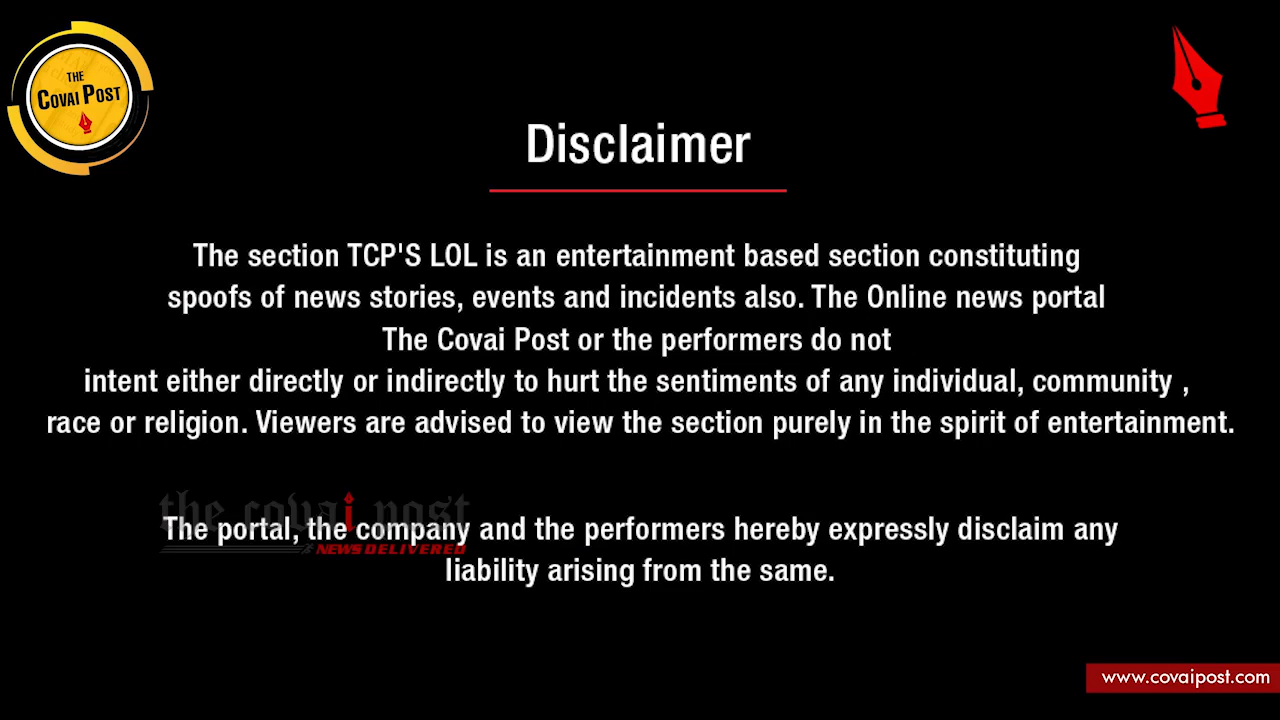 THE
COVAI POST
Disclaimer
The section TCP'S LOL is an entertainment based section constituting
spoofs of news stories, events and incidents also. The Online news portal
The Covai Post or the performers do not
intent either directly or indirectly to hurt the sentiments of any individual, community ,
race or religion. Viewers are advised to view the section purely in the spirit of entertainment.
the covai post
The portal, the company and the performers hereby expressly disclaim any
NEWS DELIVERED
liability arising from the same.
www.covaipost.com